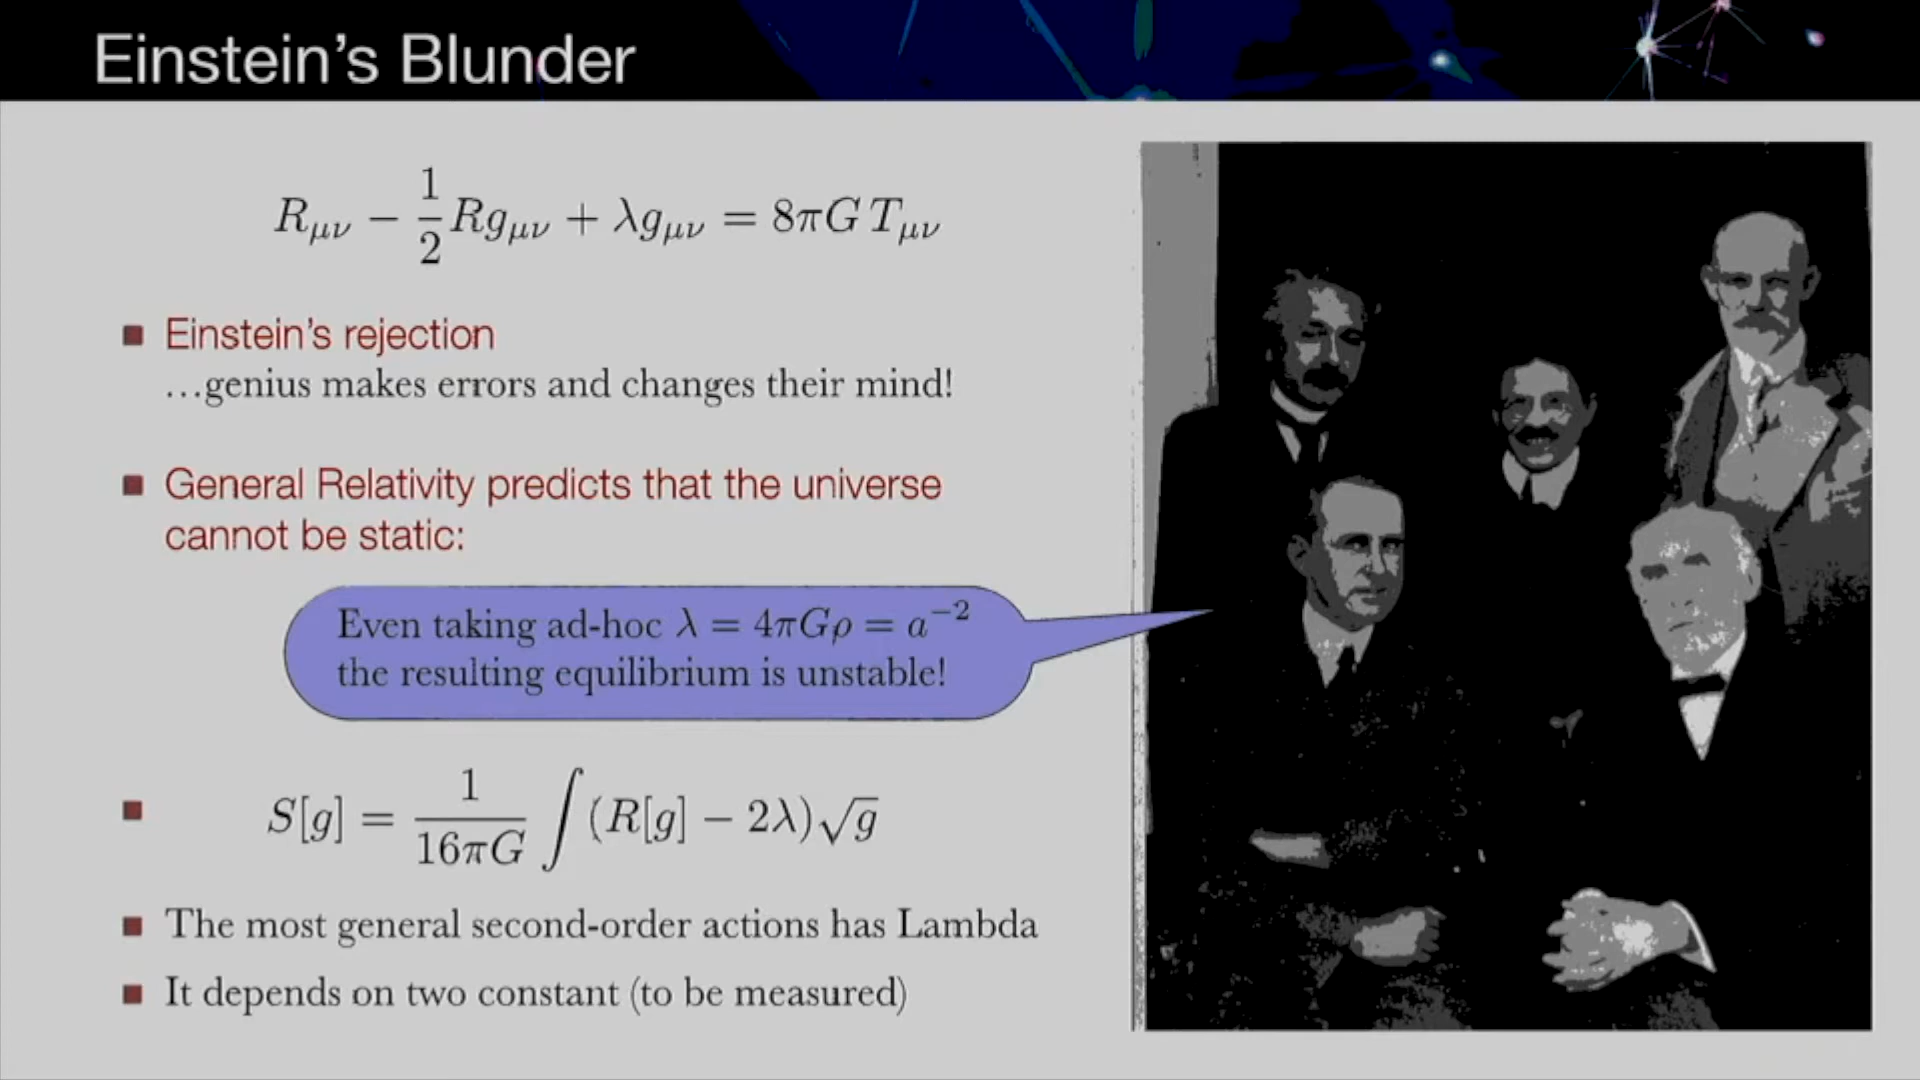 Einstein's Blunder
R_{μν} − \frac{1}{2} R g_{μν} + λ g_{μν} = 8πG T_{μν}
Einstein's rejection
…genius makes errors and changes their mind!
General Relativity predicts that the universe
cannot be static:
Even taking ad-hoc λ = 4πGρ = a^{−2}
the resulting equilibrium is unstable!
S[g] = \frac{1}{16πG} ∫ (R[g] − 2λ)√g
The most general second-order actions has Lambda
It depends on two constant (to be measured)